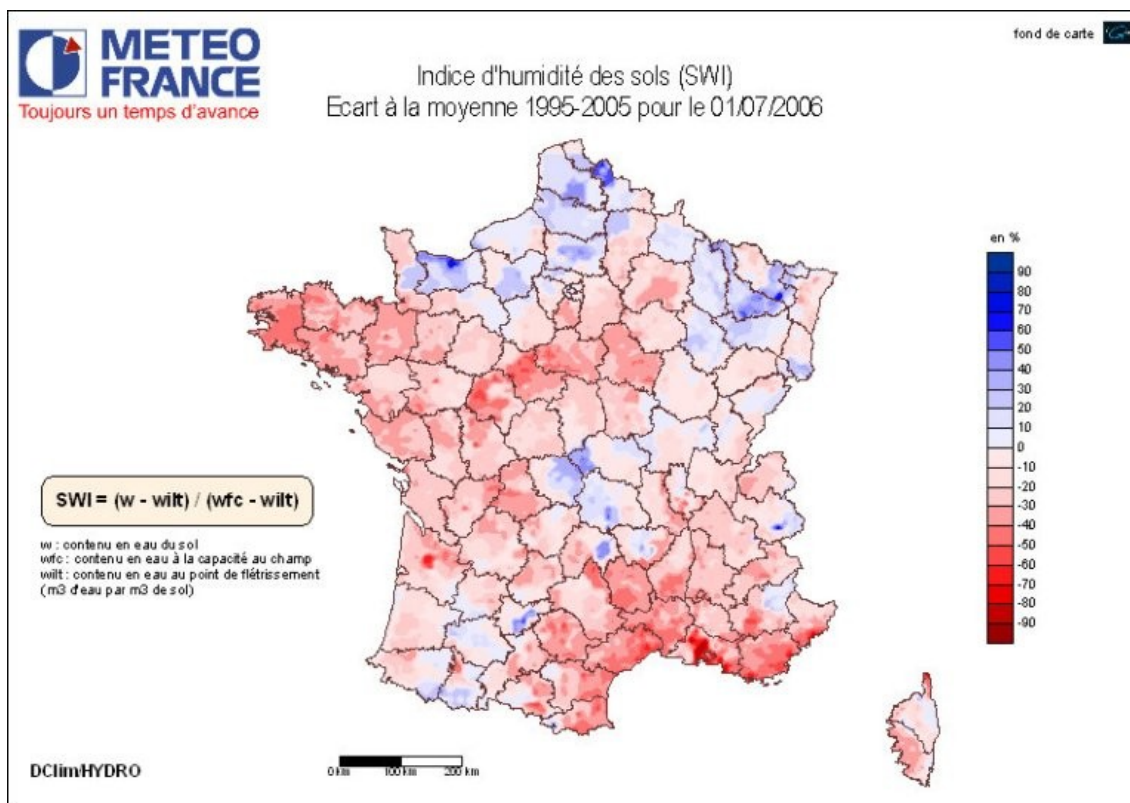 METEO
FRANCE
Toujours un temps d'avance
fond de carte
Indice d'humidité des sols (SWI)
Ecart à la moyenne 1995-2005 pour le 01/07/2006
en %
90
80
70
60
50
40
30
20
10
0
-10
-20
-30
-40
-50
-60
-70
-80
-90
SWI = (w - wilt) / (wfc - wilt)
w : contenu en eau du sol
wfc : contenu en eau à la capacité au champ
wilt : contenu en eau au point de flétrissement
(m3 d'eau par m3 de sol)
DClim/HYDRO
0 km 100 km 200 km